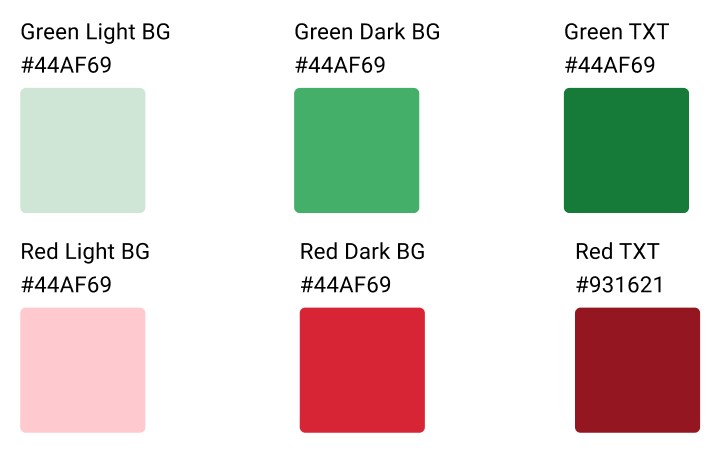 Green Light BG
#44AF69
Green Dark BG
#44AF69
Green TXT
#44AF69
Red Light BG
#44AF69
Red Dark BG
#44AF69
Red TXT
#931621